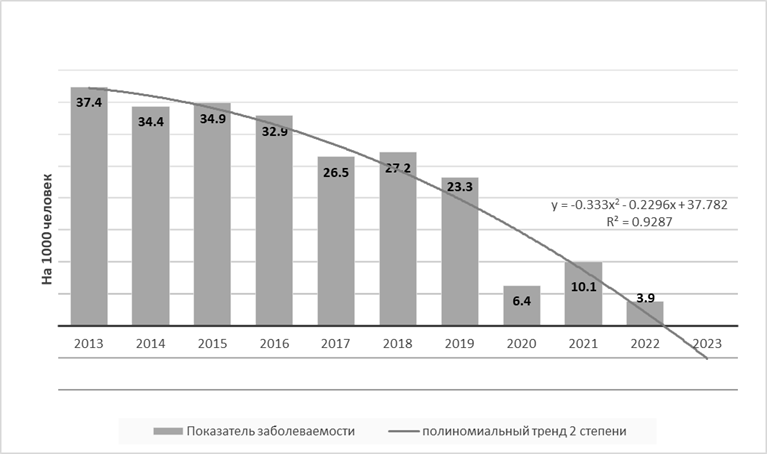 На 1000 человек
37.4
34.4
34.9
32.9
26.5
27.2
23.3
6.4
10.1
3.9
y = -0.333x² - 0.2296x + 37.782
R² = 0.9287
2013 2014 2015 2016 2017 2018 2019 2020 2021 2022 2023
Показатель заболеваемости полиномиальный тренд 2 степени